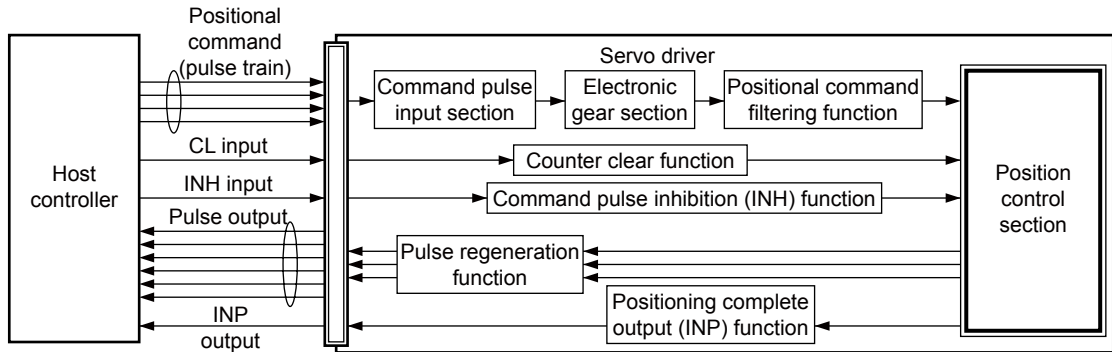 Positional
command
(pulse train)
Servo driver
Command pulse
input section
Electronic
gear section
Positional command
filtering function
CL input
Counter clear function
Host
controller
INH input
Command pulse inhibition (INH) function
Position
control
section
Pulse output
Pulse regeneration
function
Positioning complete
output (INP) function
INP
output